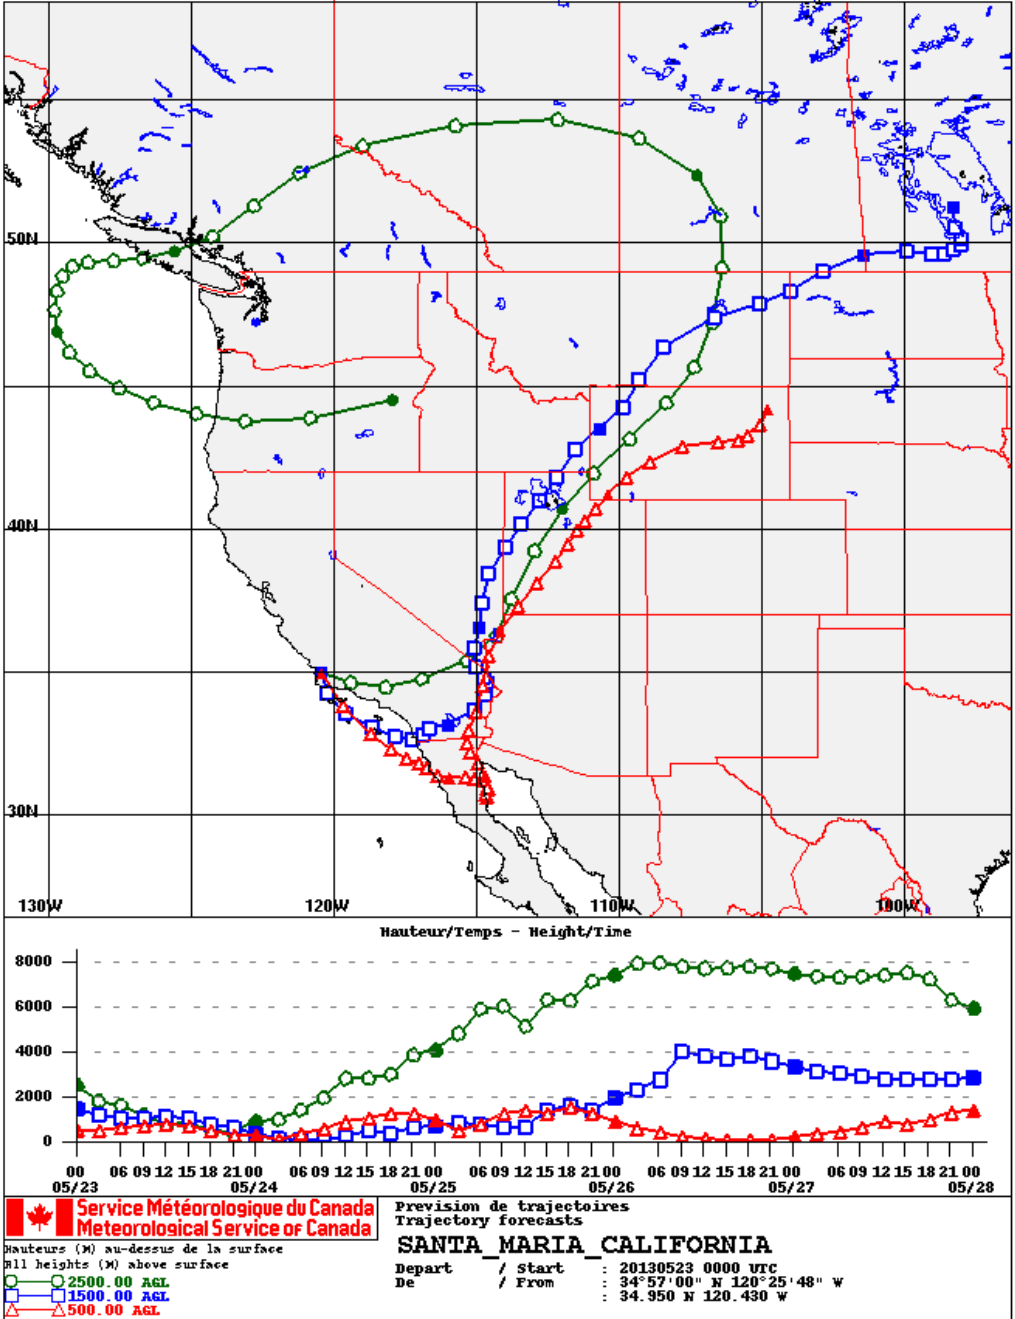 50N
40N
30N
130W 120W 110W 100W
Hauteur/Temps - Height/Time
8000
6000
4000
2000
0
00 06 09 12 15 18 21 00 06 09 12 15 18 21 00 06 09 12 15 18 21 00 06 09 12 15 18 21 00 06 09 12 15 18 21 00
05/23 05/24 05/25 05/26 05/27 05/28
Service Météorologique du Canada
Meteorological Service of Canada
Hauteurs (M) au-dessus de la surface
All heights (M) above surface
2500.00 AGL
1500.00 AGL
500.00 AGL
Prevision de trajectoires
Trajectory forecasts
SANTA_MARIA_CALIFORNIA
Depart / Start : 20130523 0000 UTC
De / From : 34°57'00" N 120°25'48" W
: 34.950 N 120.430 W